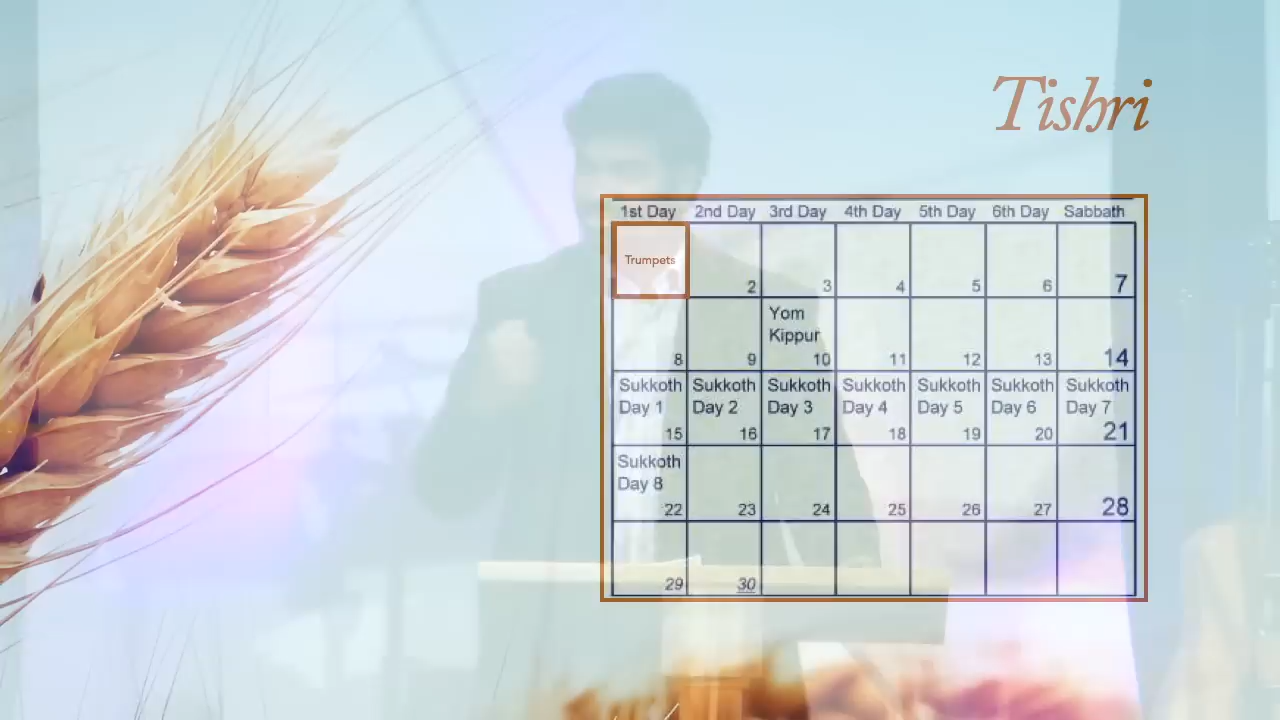 Tishri
1st Day 2nd Day 3rd Day 4th Day 5th Day 6th Day Sabbath
Trumpets
2 3 4 5 6 7
Yom
Kippur
8 9 10 11 12 13 14
Sukkoth Sukkoth Sukkoth Sukkoth Sukkoth Sukkoth Sukkoth
Day 1 Day 2 Day 3 Day 4 Day 5 Day 6 Day 7
15 16 17 18 19 20 21
Sukkoth
Day 8
22 23 24 25 26 27 28
29 30